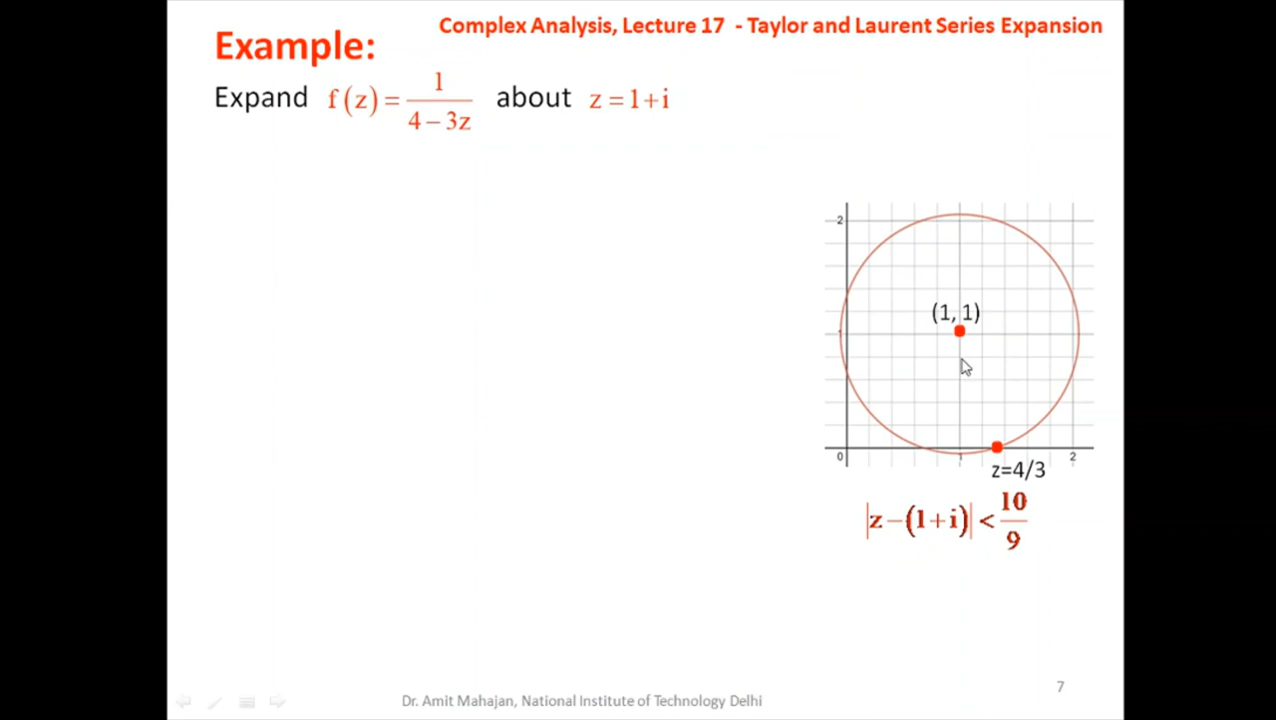 Complex Analysis, Lecture 17 - Taylor and Laurent Series Expansion
Example:
Expand f(z) = 1/(4 − 3z) about z = 1+i
2
(1, 1)
1
0 1 2
z=4/3
|z−(1+i)| < 10/9
7
Dr. Amit Mahajan, National Institute of Technology Delhi